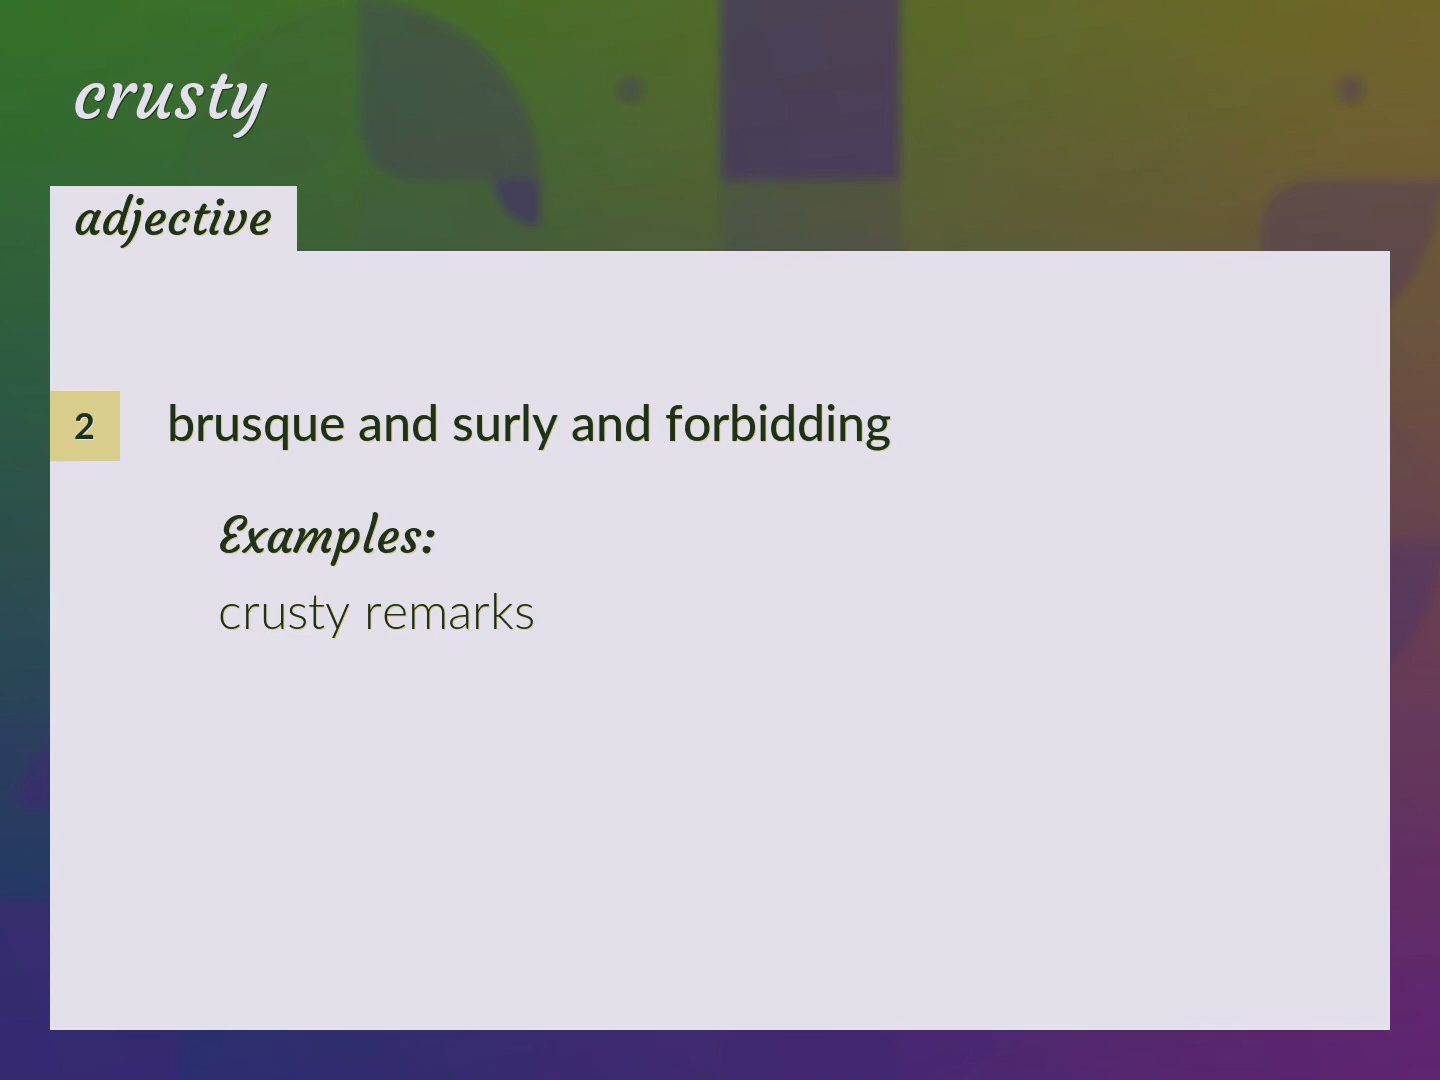 crusty
adjective
2 brusque and surly and forbidding
Examples:
crusty remarks